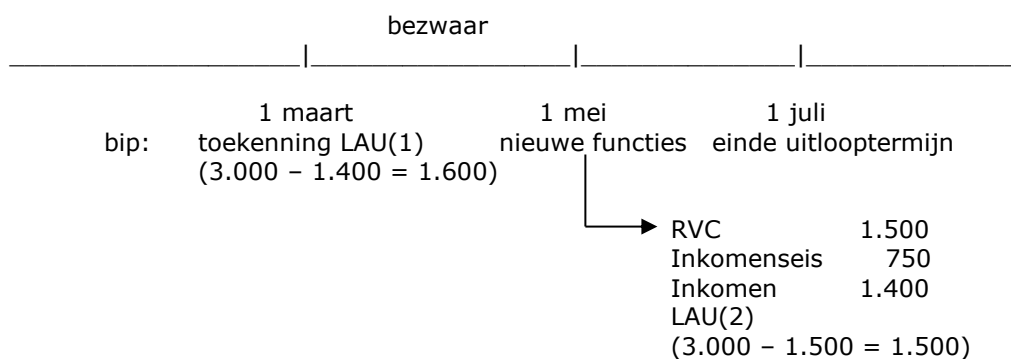 bezwaar
1 maart 1 mei 1 juli
bip: toekenning LAU(1) nieuwe functies einde uitlooptermijn
(3.000 – 1.400 = 1.600)
RVC 1.500
Inkomenseis 750
Inkomen 1.400
LAU(2)
(3.000 – 1.500 = 1.500)